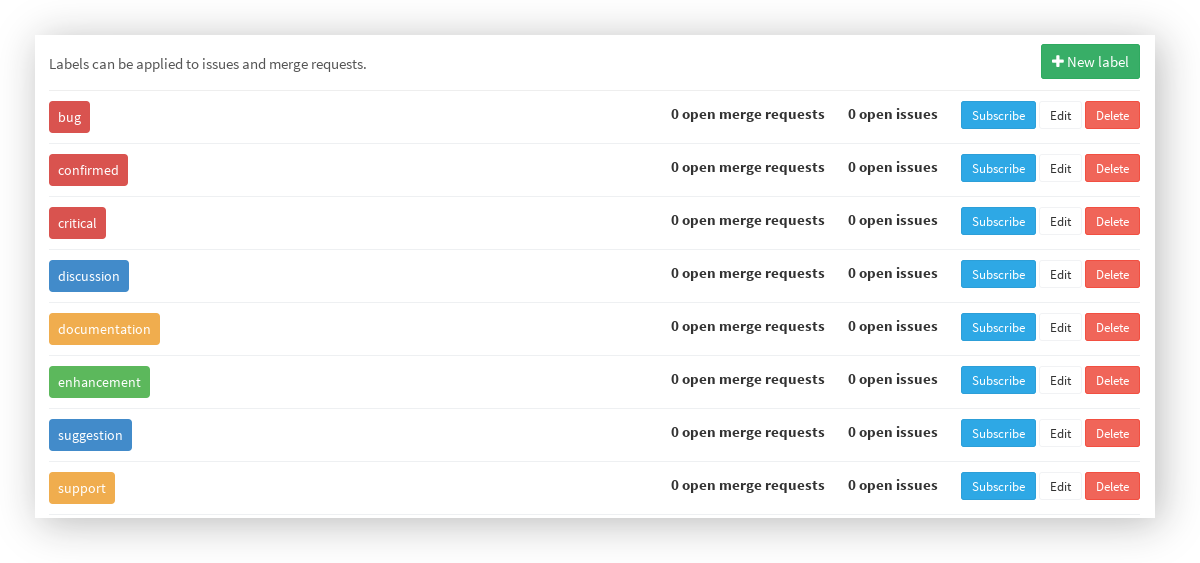 Labels can be applied to issues and merge requests. New label
bug 0 open merge requests 0 open issues Subscribe Edit Delete
confirmed 0 open merge requests 0 open issues Subscribe Edit Delete
critical 0 open merge requests 0 open issues Subscribe Edit Delete
discussion 0 open merge requests 0 open issues Subscribe Edit Delete
documentation 0 open merge requests 0 open issues Subscribe Edit Delete
enhancement 0 open merge requests 0 open issues Subscribe Edit Delete
suggestion 0 open merge requests 0 open issues Subscribe Edit Delete
support 0 open merge requests 0 open issues Subscribe Edit Delete